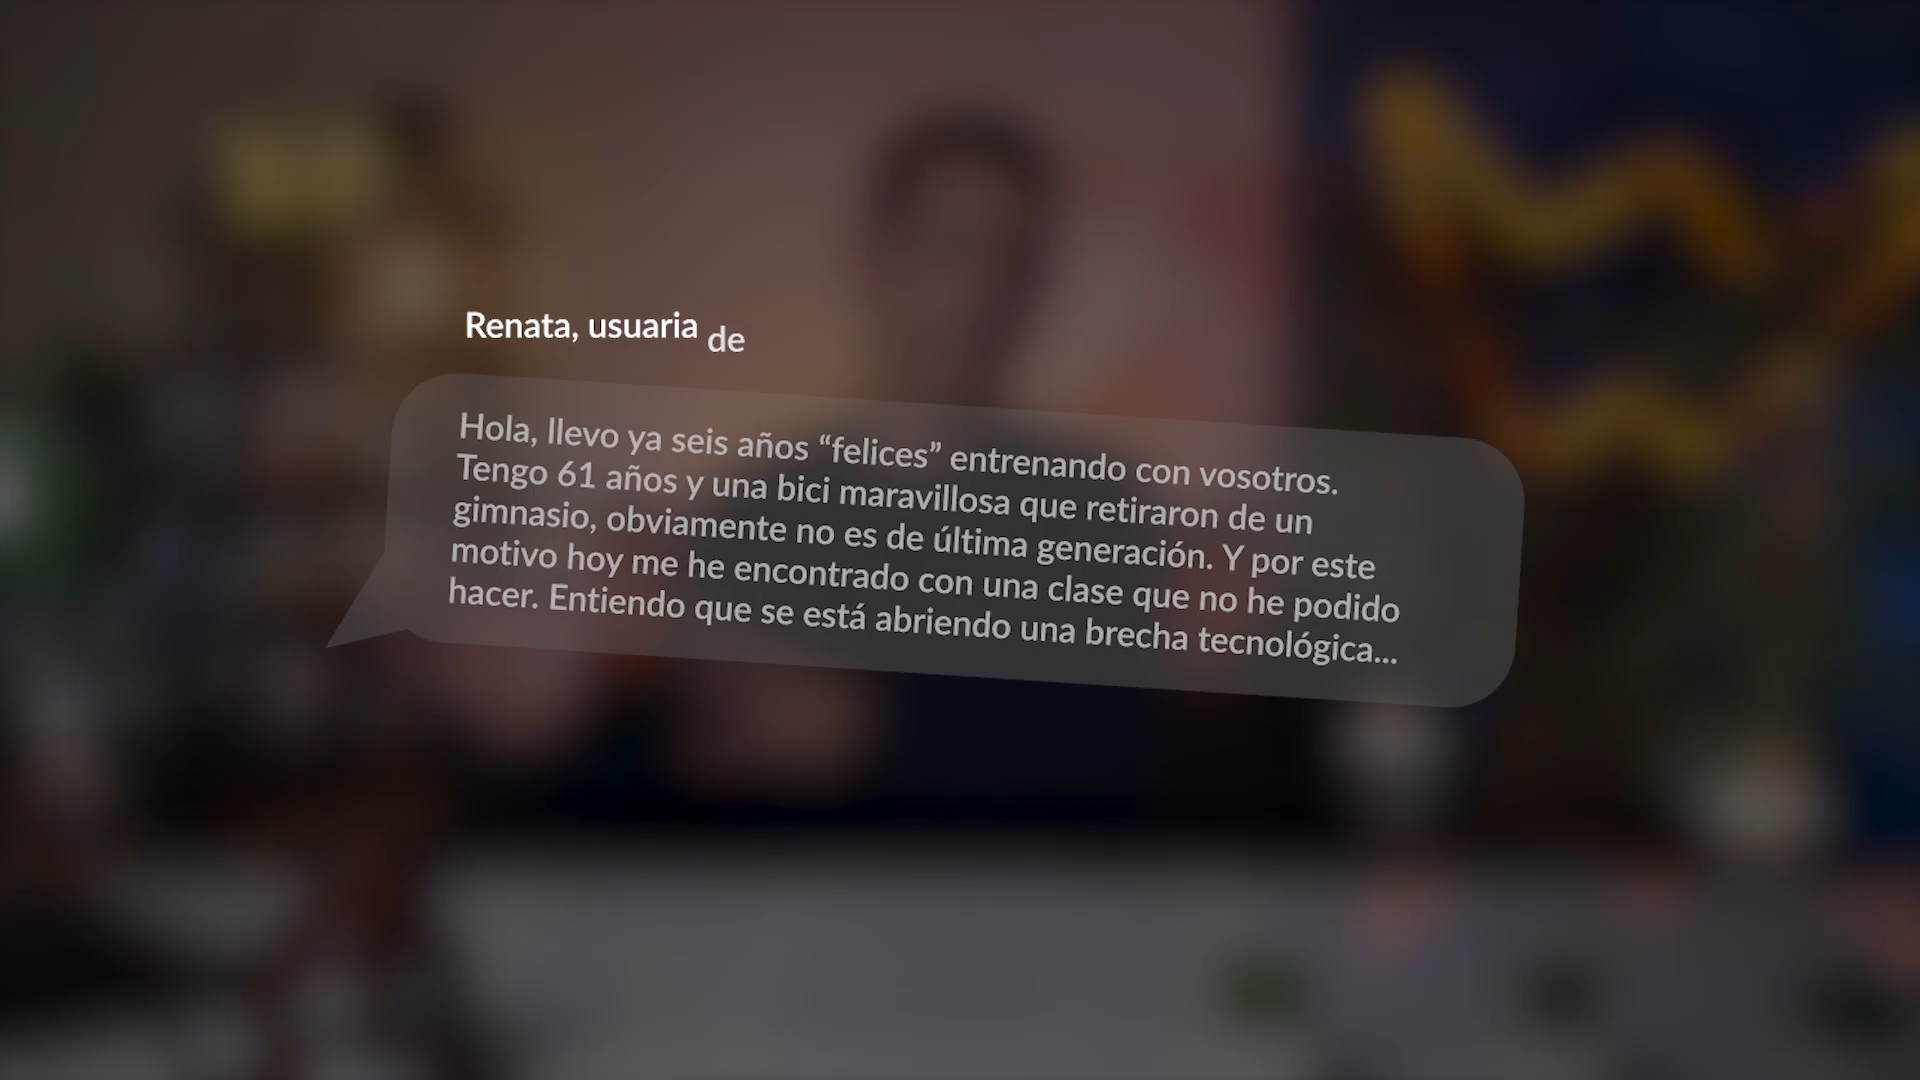 Renata, usuaria de
Hola, llevo ya seis años “felices” entrenando con vosotros.
Tengo 61 años y una bici maravillosa que retiraron de un
gimnasio, obviamente no es de última generación. Y por este
motivo hoy me he encontrado con una clase que no he podido
hacer. Entiendo que se está abriendo una brecha tecnológica...